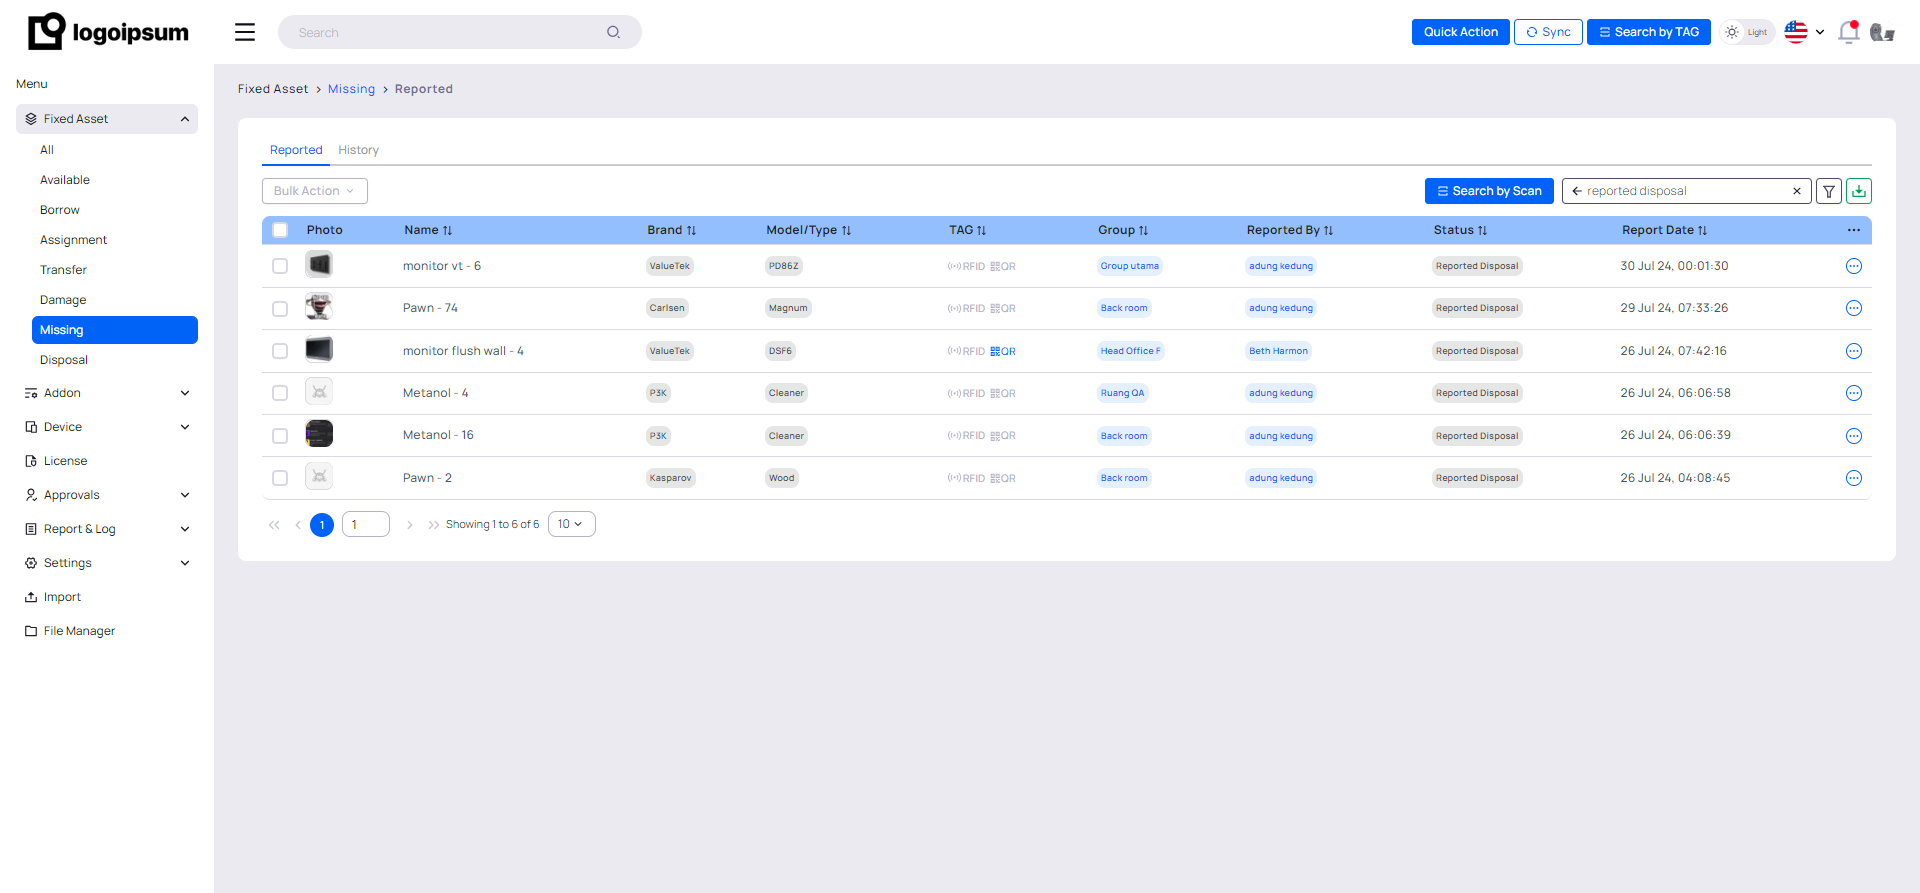 logoipsum
Search
Quick Action
Sync
Search by TAG
Light
Menu
Fixed Asset
All
Available
Borrow
Assignment
Transfer
Damage
Missing
Disposal
Addon
Device
License
Approvals
Report & Log
Settings
Import
File Manager
Fixed Asset > Missing > Reported
Reported History
Bulk Action
Search by Scan
reported disposal
Photo Name Brand Model/Type TAG Group Reported By Status Report Date
monitor vt - 6 ValueTek PD86Z RFID QR Group utama adung kedung Reported Disposal 30 Jul 24, 00:01:30
Pawn - 74 Carlsen Magnum RFID QR Back room adung kedung Reported Disposal 29 Jul 24, 07:33:26
monitor flush wall - 4 ValueTek DSF6 RFID QR Head Office F Beth Harmon Reported Disposal 26 Jul 24, 07:42:16
Metanol - 4 P3K Cleaner RFID QR Ruang QA adung kedung Reported Disposal 26 Jul 24, 06:06:58
Metanol - 16 P3K Cleaner RFID QR Back room adung kedung Reported Disposal 26 Jul 24, 06:06:39
Pawn - 2 Kasparov Wood RFID QR Back room adung kedung Reported Disposal 26 Jul 24, 04:08:45
1 1 Showing 1 to 6 of 6 10